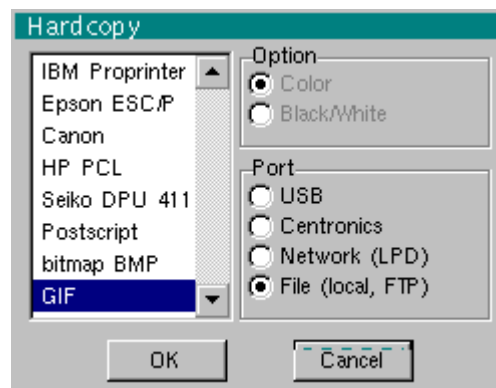 Hardcopy
IBM Proprinter
Epson ESC/P
Canon
HP PCL
Seiko DPU 411
Postscript
bitmap BMP
GIF
Option
Color
Black/White
Port
USB
Centronics
Network (LPD)
File (local, FTP)
OK
Cancel